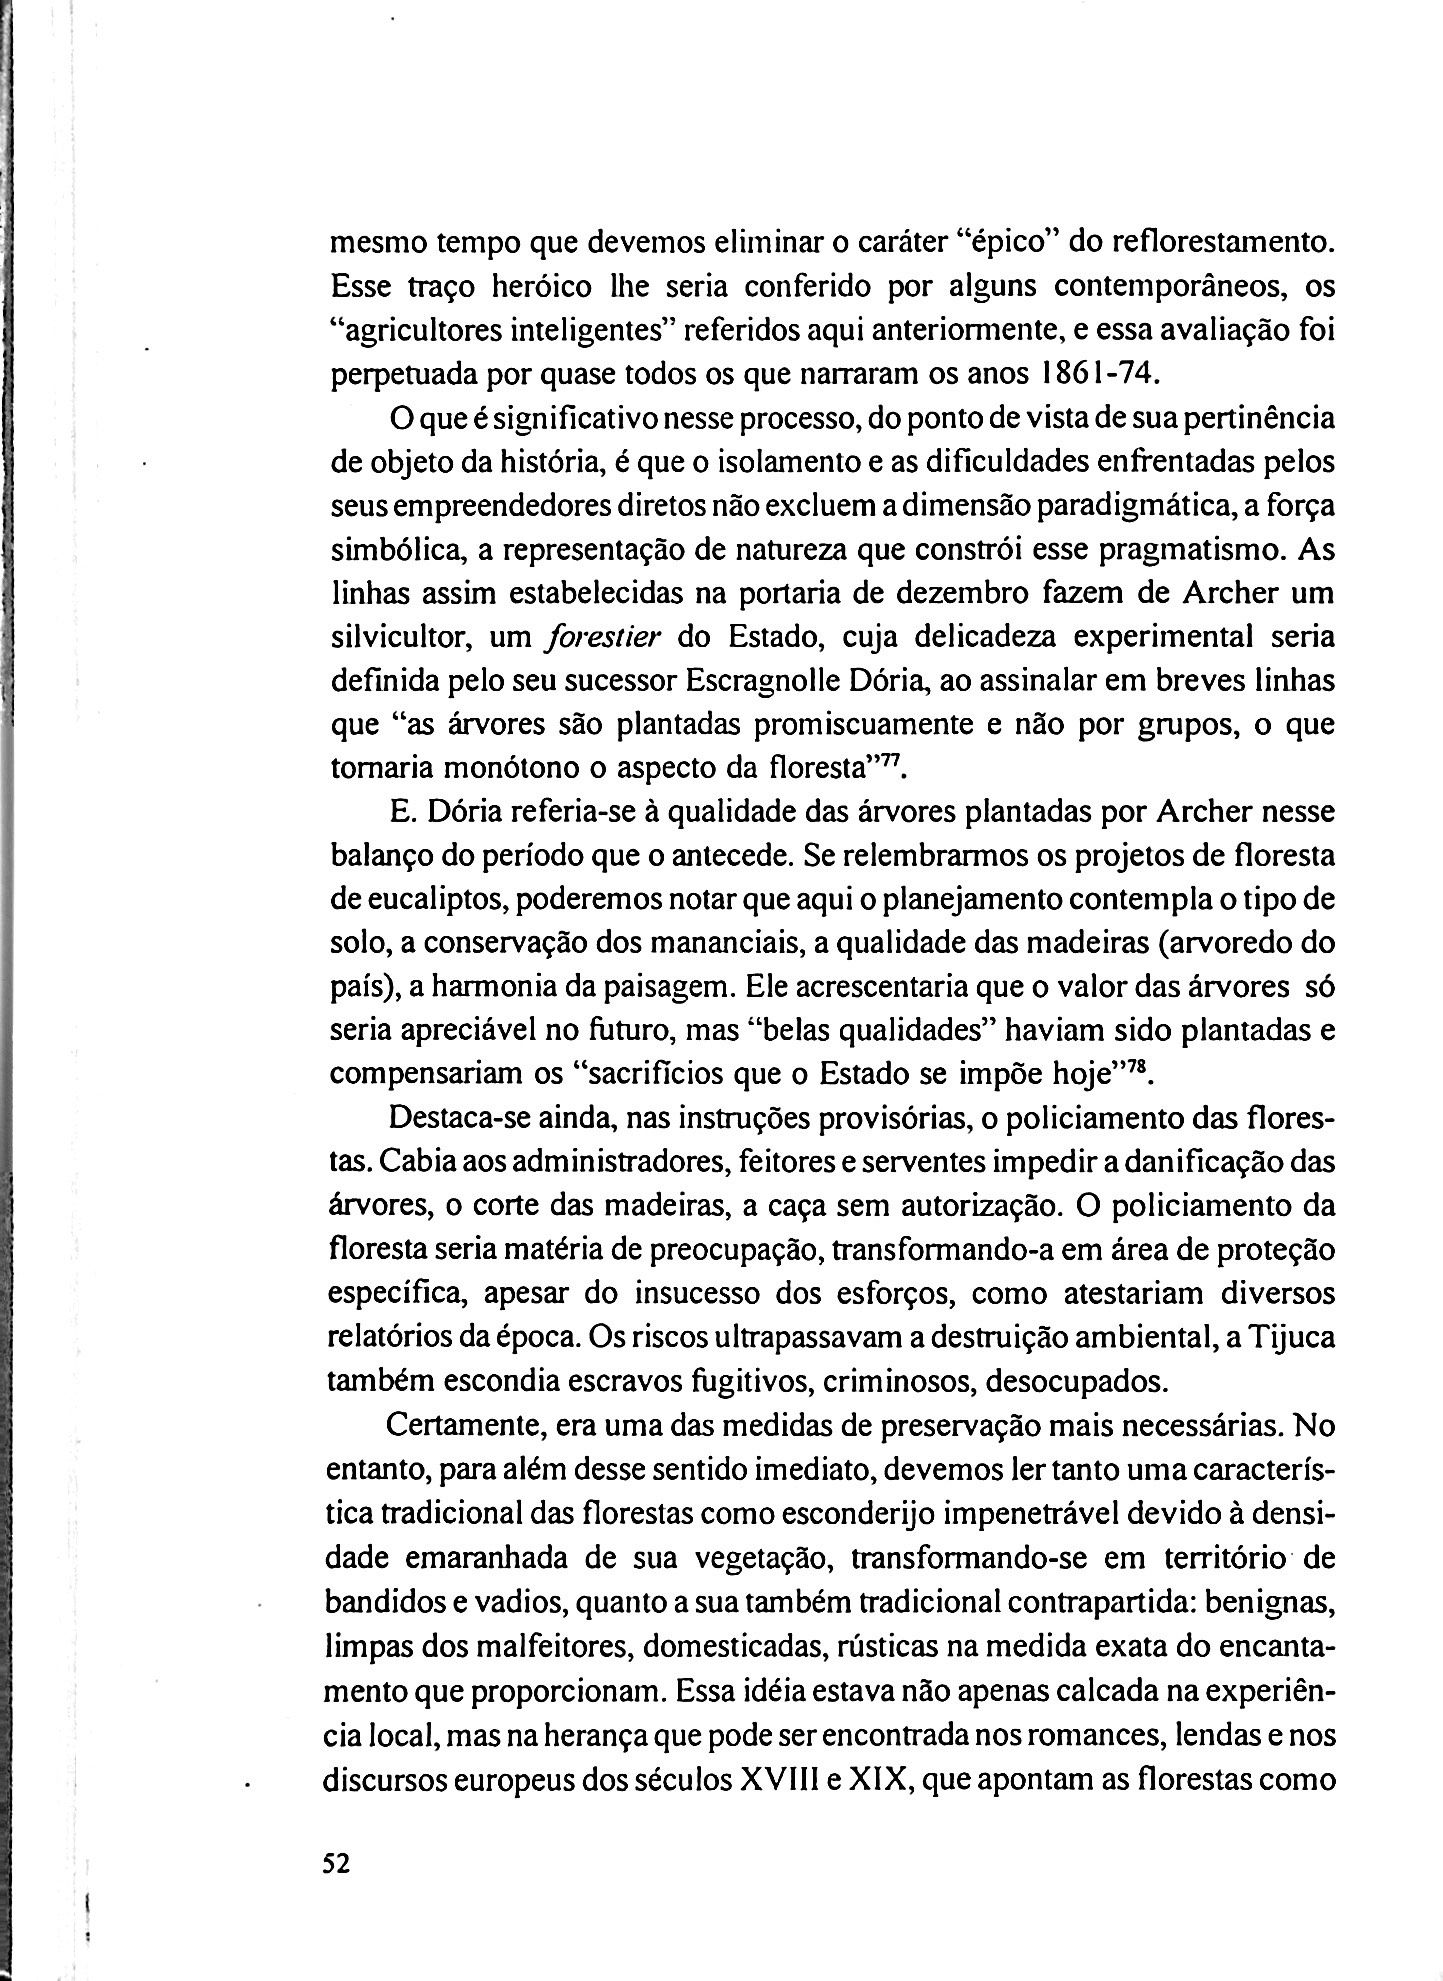 mesmo tempo que devemos eliminar o caráter “épico” do reflorestamento.
Esse traço heróico lhe seria conferido por alguns contemporâneos, os
“agricultores inteligentes” referidos aqui anteriormente, e essa avaliação foi
perpetuada por quase todos os que narraram os anos 1861-74.
O que é significativo nesse processo, do ponto de vista de sua pertinência
de objeto da história, é que o isolamento e as dificuldades enfrentadas pelos
seus empreendedores diretos não excluem a dimensão paradigmática, a força
simbólica, a representação de natureza que constrói esse pragmatismo. As
linhas assim estabelecidas na portaria de dezembro fazem de Archer um
silvicultor, um forestier do Estado, cuja delicadeza experimental seria
definida pelo seu sucessor Escragnolle Dória, ao assinalar em breves linhas
que “as árvores são plantadas promiscuamente e não por grupos, o que
tornaria monótono o aspecto da floresta”⁷⁷.
E. Dória referia-se à qualidade das árvores plantadas por Archer nesse
balanço do período que o antecede. Se relembrarmos os projetos de floresta
de eucaliptos, poderemos notar que aqui o planejamento contempla o tipo de
solo, a conservação dos mananciais, a qualidade das madeiras (arvoredo do
país), a harmonia da paisagem. Ele acrescentaria que o valor das árvores só
seria apreciável no futuro, mas “belas qualidades” haviam sido plantadas e
compensariam os “sacrifícios que o Estado se impõe hoje”⁷⁸.
Destaca-se ainda, nas instruções provisórias, o policiamento das flores-
tas. Cabia aos administradores, feitores e serventes impedir a danificação das
árvores, o corte das madeiras, a caça sem autorização. O policiamento da
floresta seria matéria de preocupação, transformando-a em área de proteção
específica, apesar do insucesso dos esforços, como atestariam diversos
relatórios da época. Os riscos ultrapassavam a destruição ambiental, a Tijuca
também escondia escravos fugitivos, criminosos, desocupados.
Certamente, era uma das medidas de preservação mais necessárias. No
entanto, para além desse sentido imediato, devemos ler tanto uma caracterís-
tica tradicional das florestas como esconderijo impenetrável devido à densi-
dade emaranhada de sua vegetação, transformando-se em território de
bandidos e vadios, quanto a sua também tradicional contrapartida: benignas,
limpas dos malfeitores, domesticadas, rústicas na medida exata do encanta-
mento que proporcionam. Essa idéia estava não apenas calcada na experiên-
cia local, mas na herança que pode ser encontrada nos romances, lendas e nos
discursos europeus dos séculos XVIII e XIX, que apontam as florestas como
52